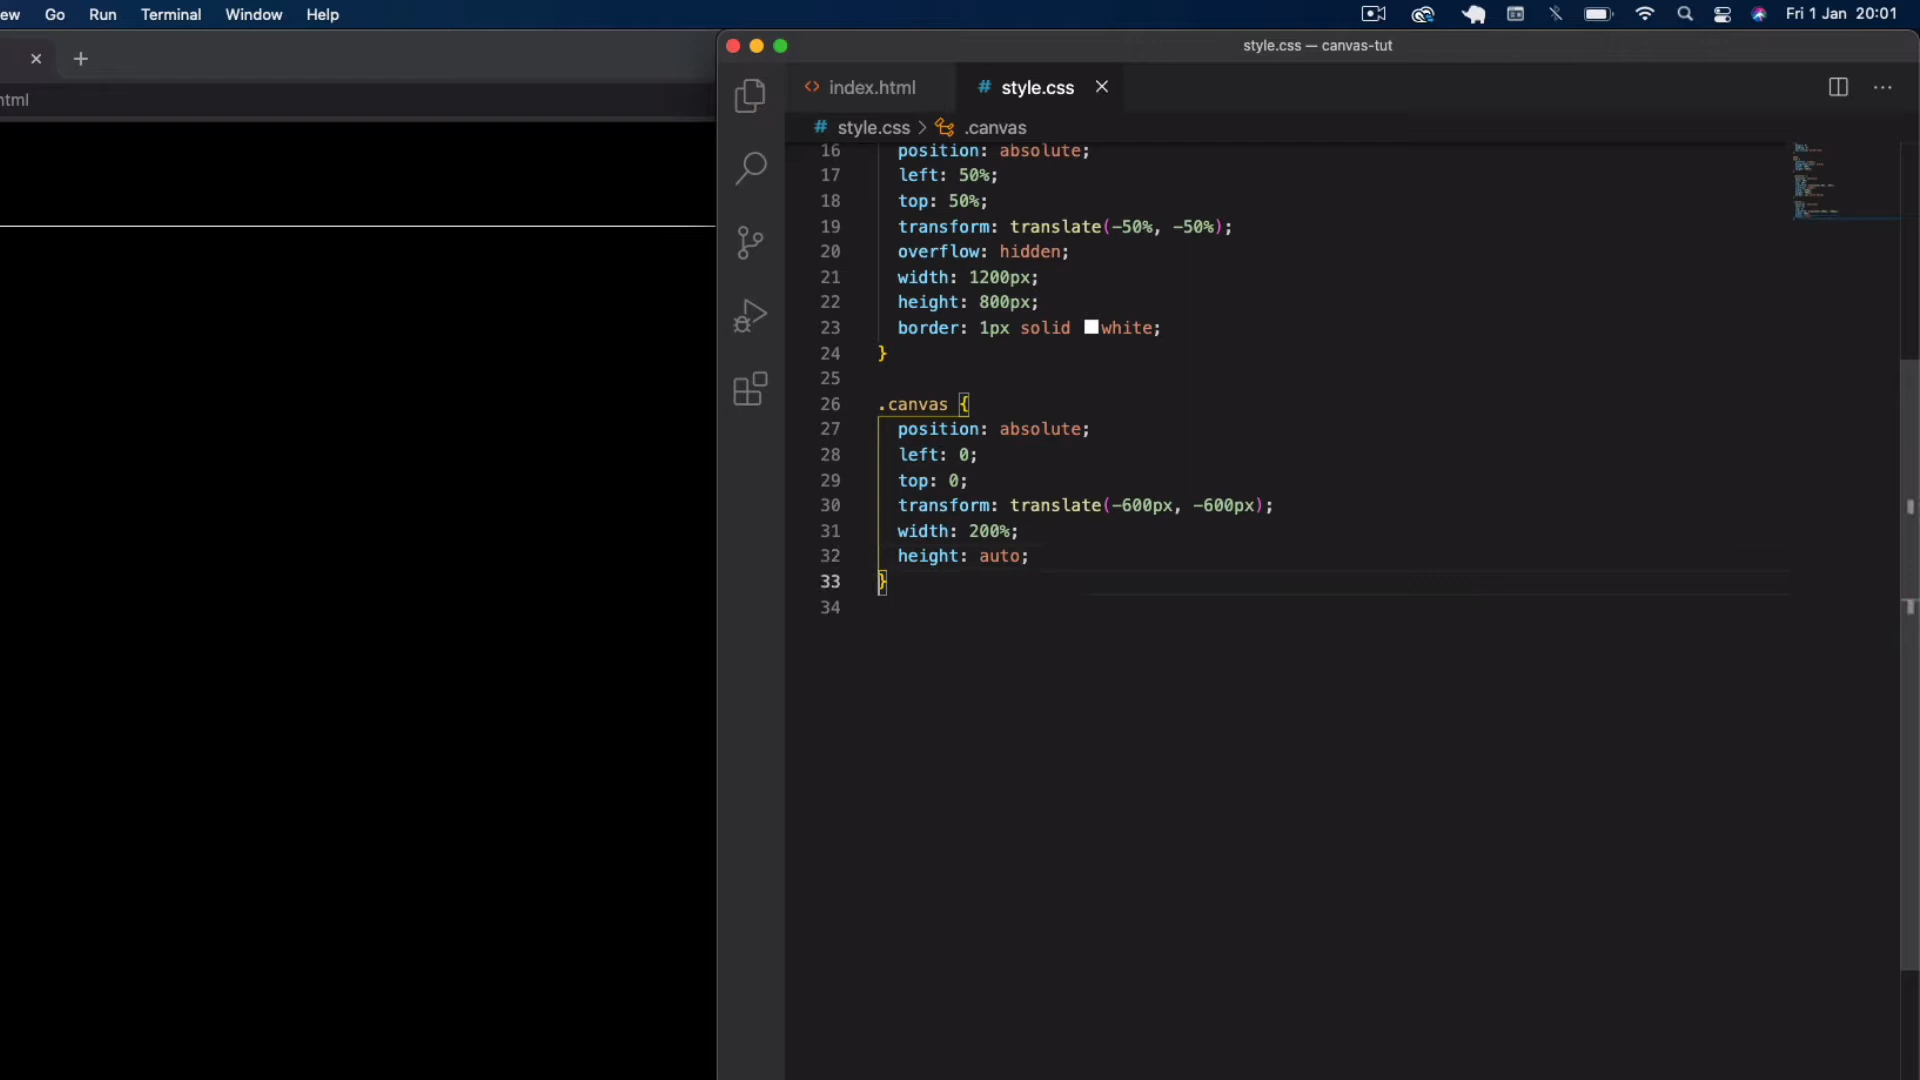 ew Go Run Terminal Window Help Fri 1 Jan 20:01
style.css — canvas-tut
index.html # style.css
html
# style.css > .canvas
16 position: absolute;
17 left: 50%;
18 top: 50%;
19 transform: translate(-50%, -50%);
20 overflow: hidden;
21 width: 1200px;
22 height: 800px;
23 border: 1px solid white;
24 }
25
26 .canvas {
27 position: absolute;
28 left: 0;
29 top: 0;
30 transform: translate(-600px, -600px);
31 width: 200%;
32 height: auto;
33 }
34